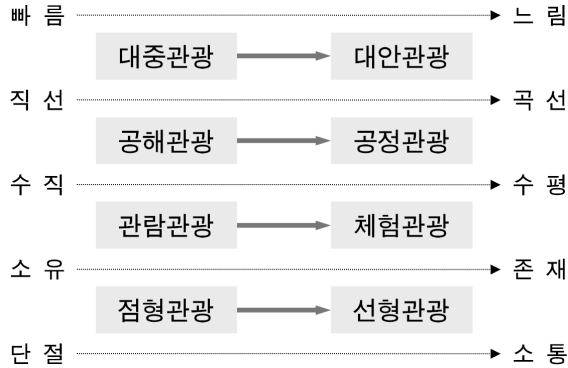 빠 름 느 림
대중관광 대안관광
직 선 곡 선
공해관광 공정관광
수 직 수 평
관람관광 체험관광
소 유 존 재
점형관광 선형관광
단 절 소 통